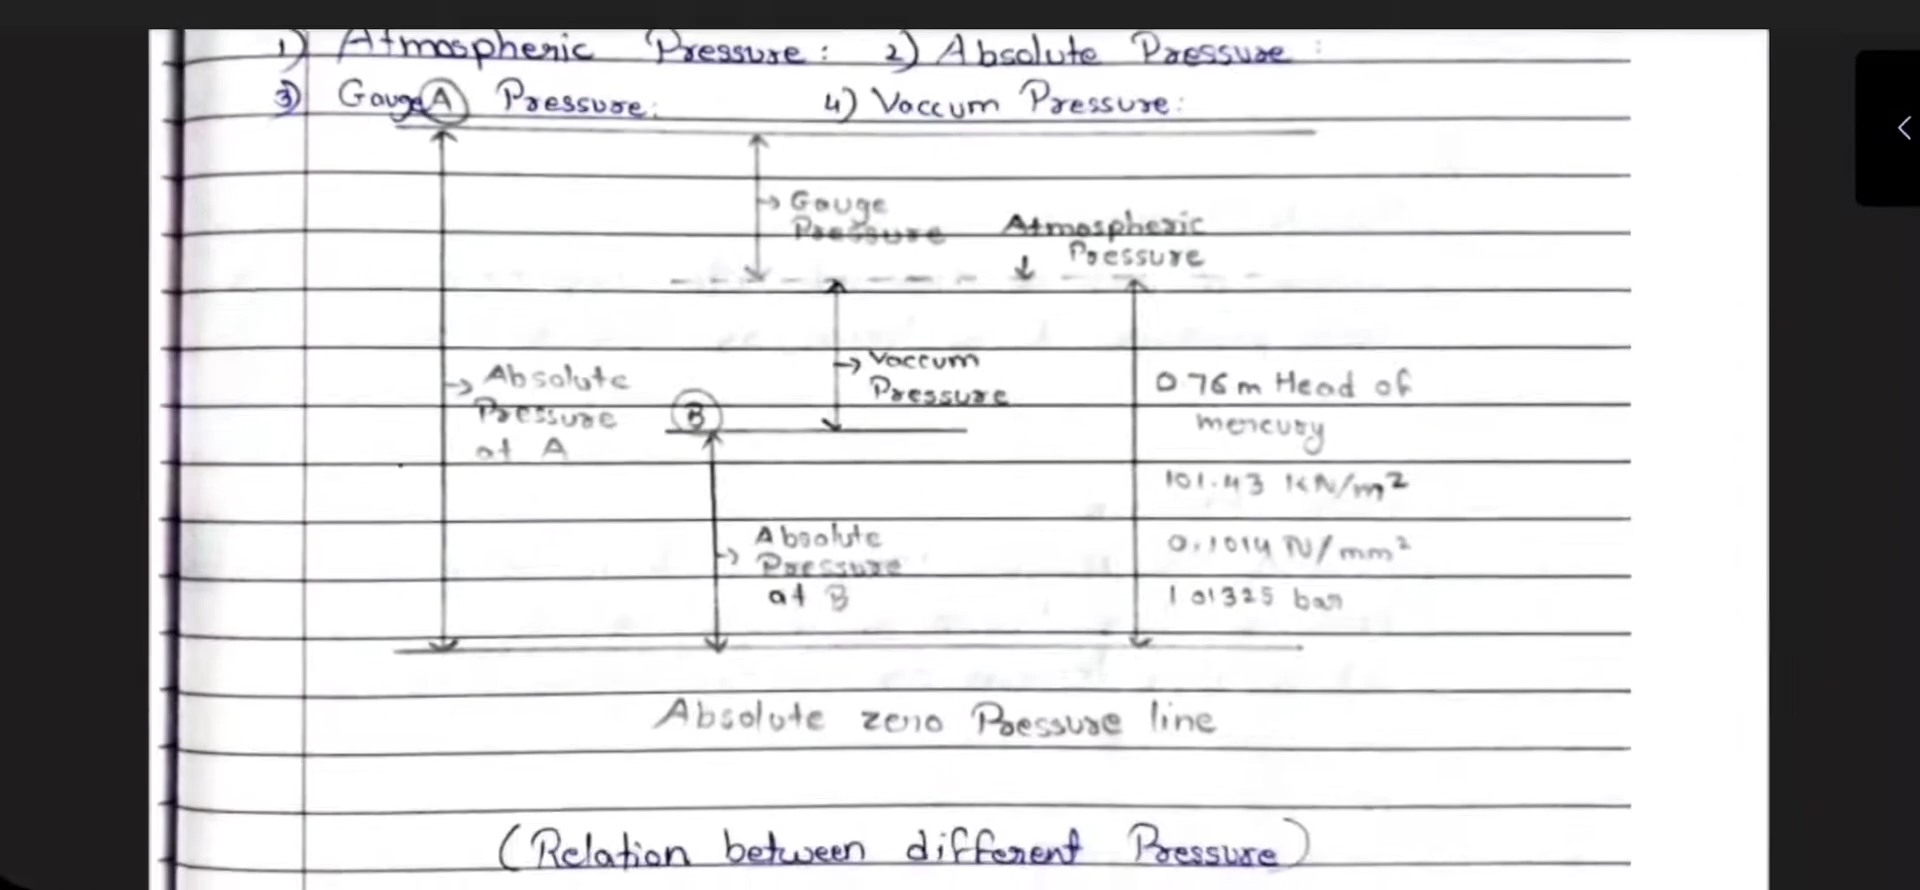 1) Atmospheric Pressure : 2) Absolute Pressure :
3) Gauge Pressure: 4) Vaccum Pressure:
A
Gauge
Pressure
Atmospheric
Pressure
Vaccum
Pressure
Absolute
Pressure
at A
B
0.76 m Head of
mercury
101.43 KN/m²
Absolute
Pressure
at B
0.1014 N/mm²
1.01325 bar
Absolute zero Pressure line
(Relation between different Pressure)